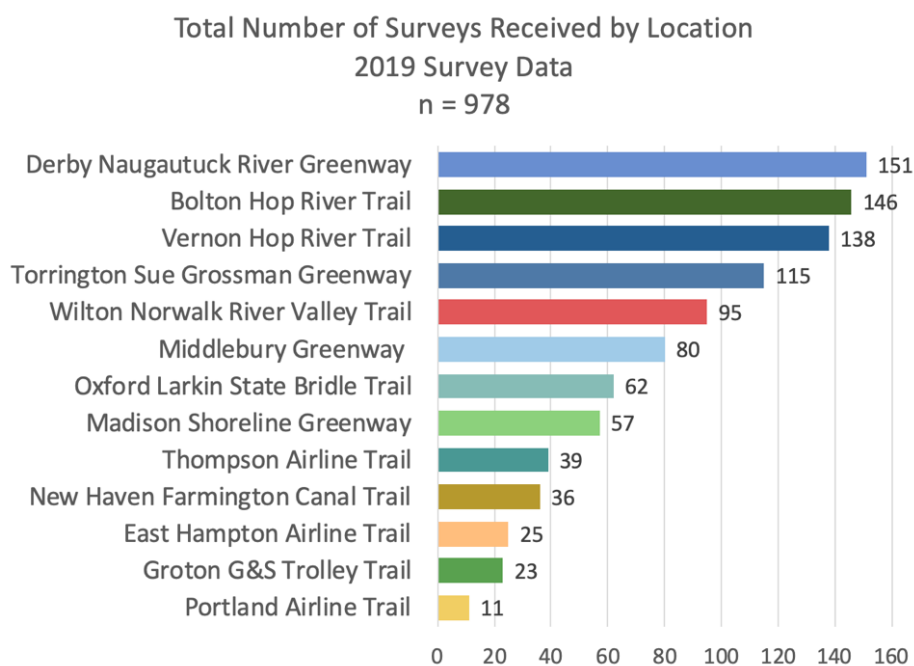 Total Number of Surveys Received by Location
2019 Survey Data
n = 978
Derby Naugautuck River Greenway 151
Bolton Hop River Trail 146
Vernon Hop River Trail 138
Torrington Sue Grossman Greenway 115
Wilton Norwalk River Valley Trail 95
Middlebury Greenway 80
Oxford Larkin State Bridle Trail 62
Madison Shoreline Greenway 57
Thompson Airline Trail 39
New Haven Farmington Canal Trail 36
East Hampton Airline Trail 25
Groton G&S Trolley Trail 23
Portland Airline Trail 11
0 20 40 60 80 100 120 140 160